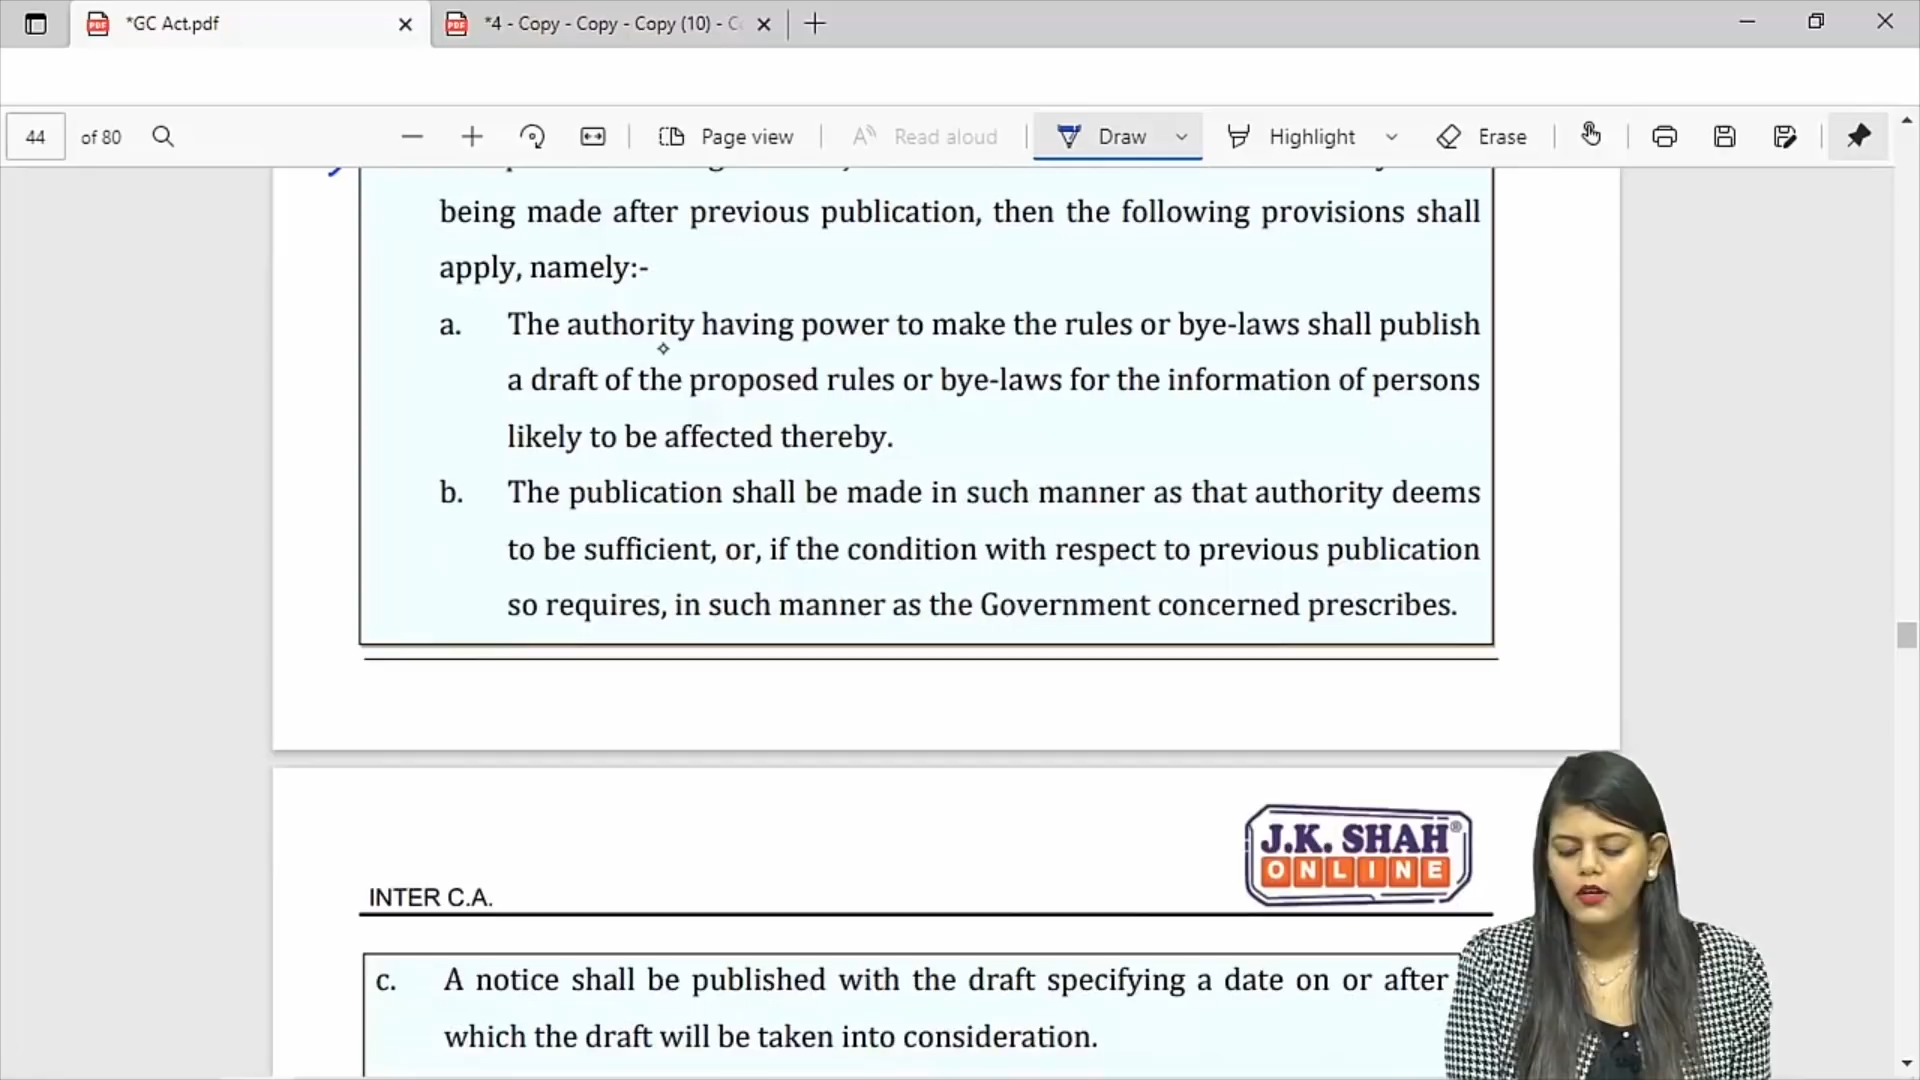 *GC Act.pdf
*4 - Copy - Copy - Copy (10) - C
44 of 80
Page view
Read aloud
Draw
Highlight
Erase
being made after previous publication, then the following provisions shall
apply, namely:-
a. The authority having power to make the rules or bye-laws shall publish
a draft of the proposed rules or bye-laws for the information of persons
likely to be affected thereby.
b. The publication shall be made in such manner as that authority deems
to be sufficient, or, if the condition with respect to previous publication
so requires, in such manner as the Government concerned prescribes.
J.K. SHAH®
ONLINE
INTER C.A.
c. A notice shall be published with the draft specifying a date on or after
which the draft will be taken into consideration.